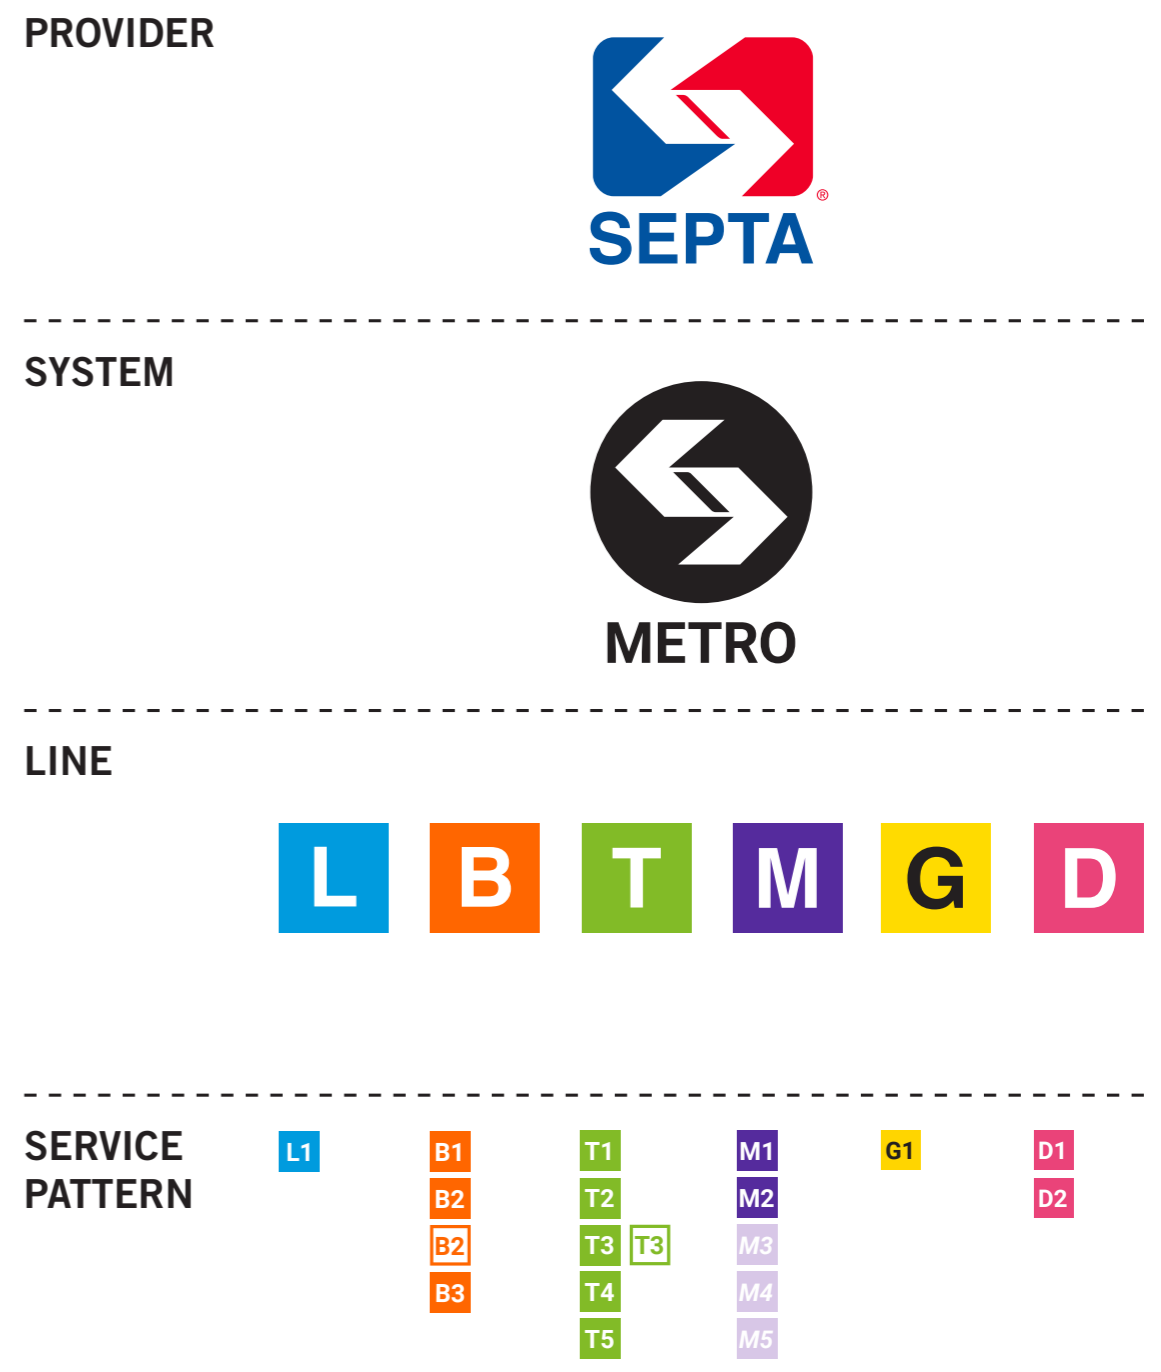 PROVIDER
®
SEPTA
SYSTEM
METRO
LINE
L B T M G D
SERVICE
PATTERN
L1 B1 T1 M1 G1 D1
B2 T2 M2 D2
B2 T3 T3 M3
B3 T4 M4
T5 M5